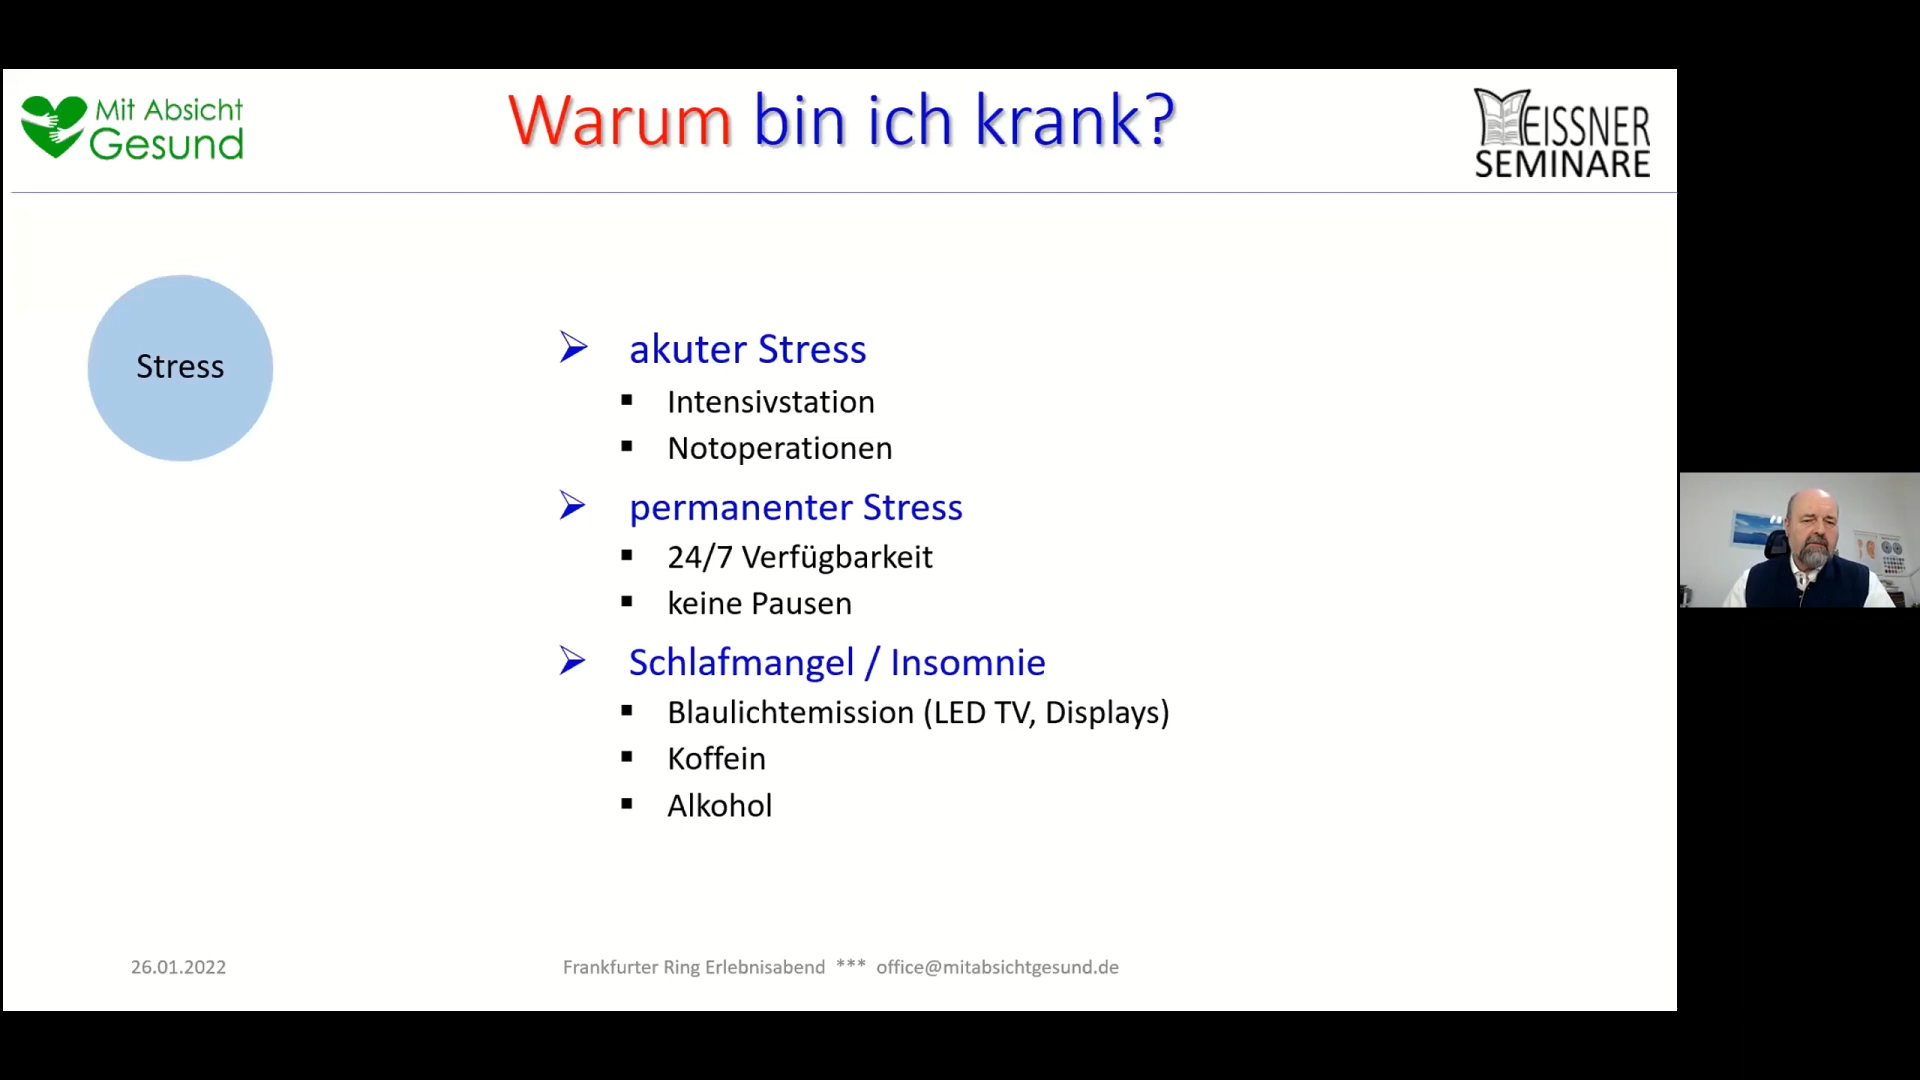 Mit Absicht
Gesund
Warum bin ich krank?
MEISSNER
SEMINARE
Stress
akuter Stress
Intensivstation
Notoperationen
permanenter Stress
24/7 Verfügbarkeit
keine Pausen
Schlafmangel / Insomnie
Blaulichtemission (LED TV, Displays)
Koffein
Alkohol
26.01.2022
Frankfurter Ring Erlebnisabend *** office@mitabsichtgesund.de